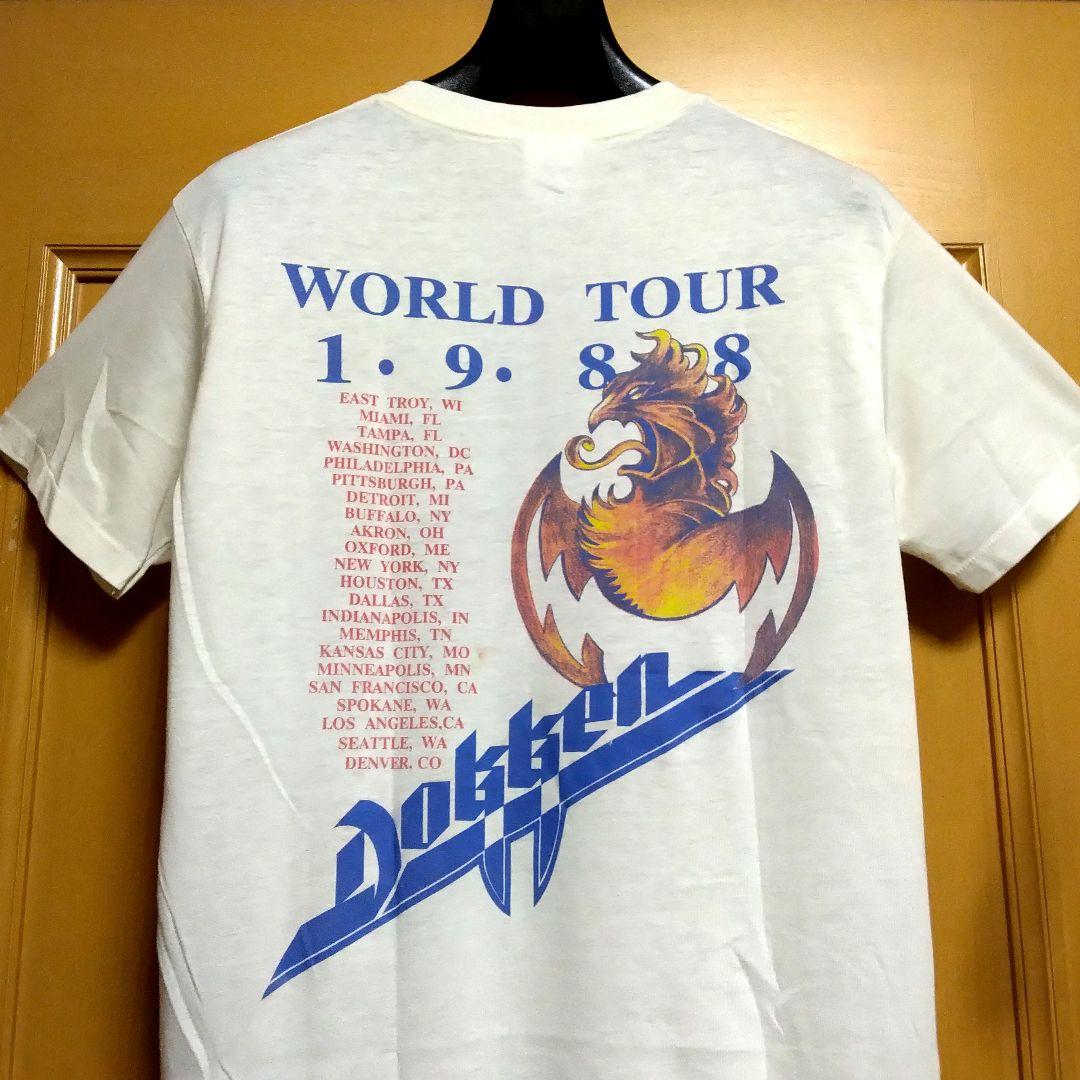 WORLD TOUR
1. 9. 8 8
EAST TROY, WI
MIAMI, FL
TAMPA, FL
WASHINGTON, DC
PHILADELPHIA, PA
PITTSBURGH, PA
DETROIT, MI
BUFFALO, NY
AKRON, OH
OXFORD, ME
NEW YORK, NY
HOUSTON, TX
DALLAS, TX
INDIANAPOLIS, IN
MEMPHIS, TN
KANSAS CITY, MO
MINNEAPOLIS, MN
SAN FRANCISCO, CA
SPOKANE, WA
LOS ANGELES,CA
SEATTLE, WA
DENVER, CO
Dokken